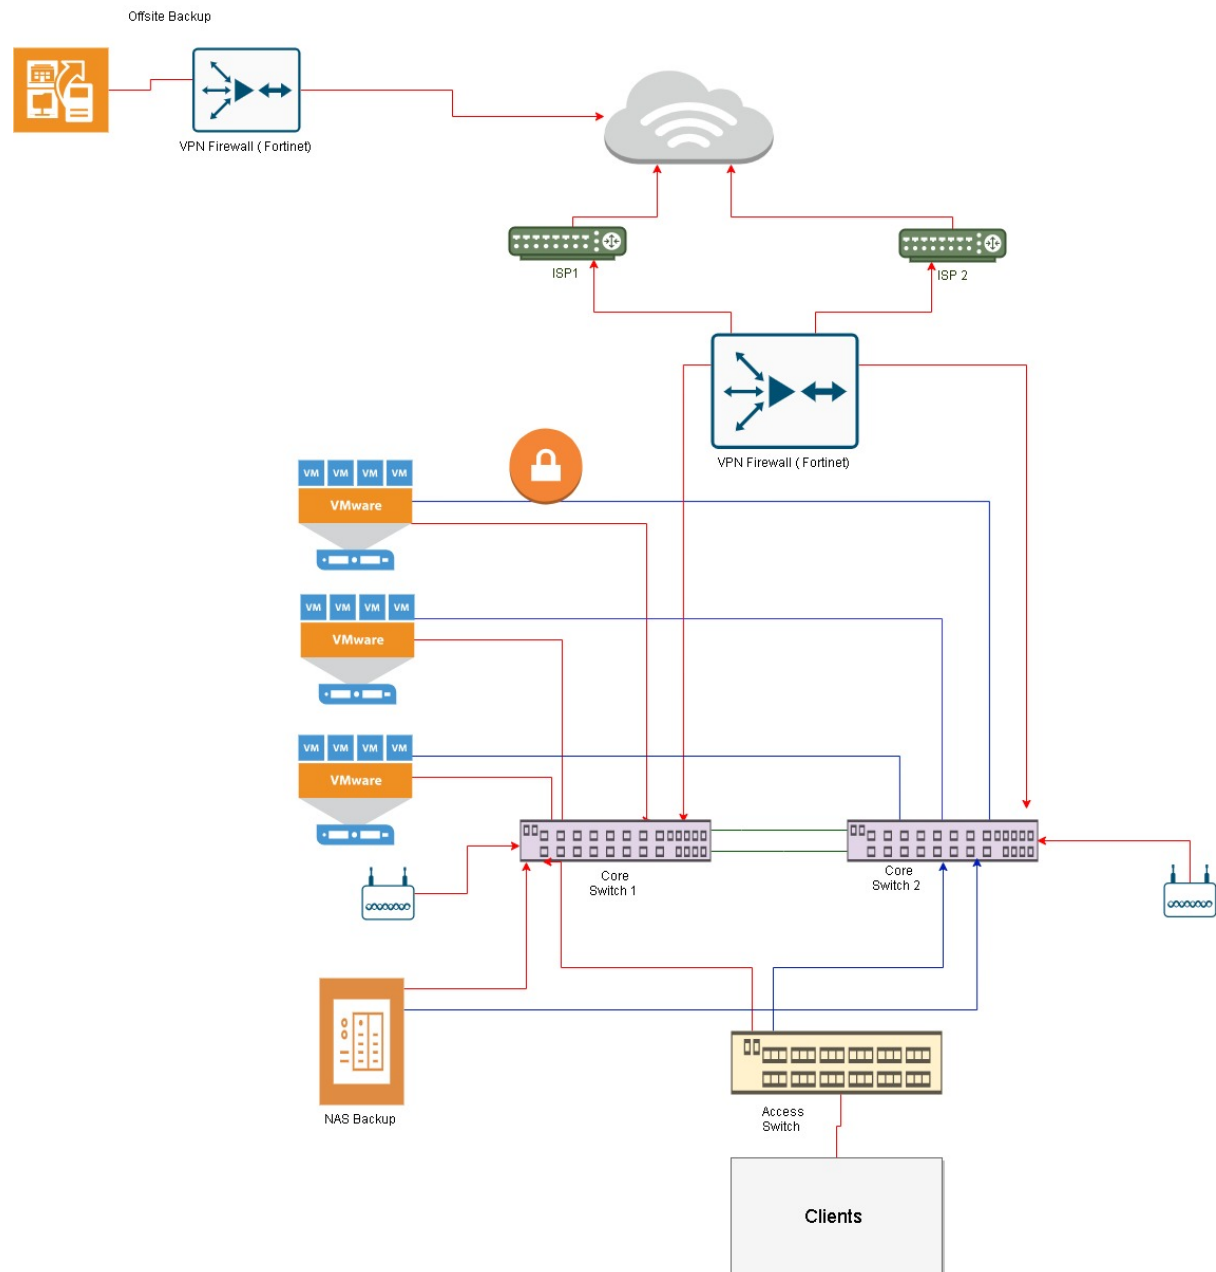 Offsite Backup
VPN Firewall ( Fortinet)
ISP1
ISP 2
VPN Firewall ( Fortinet)
VM VM VM VM
VMware
VM VM VM VM
VMware
VM VM VM VM
VMware
Core
Switch 1
Core
Switch 2
NAS Backup
Access
Switch
Clients